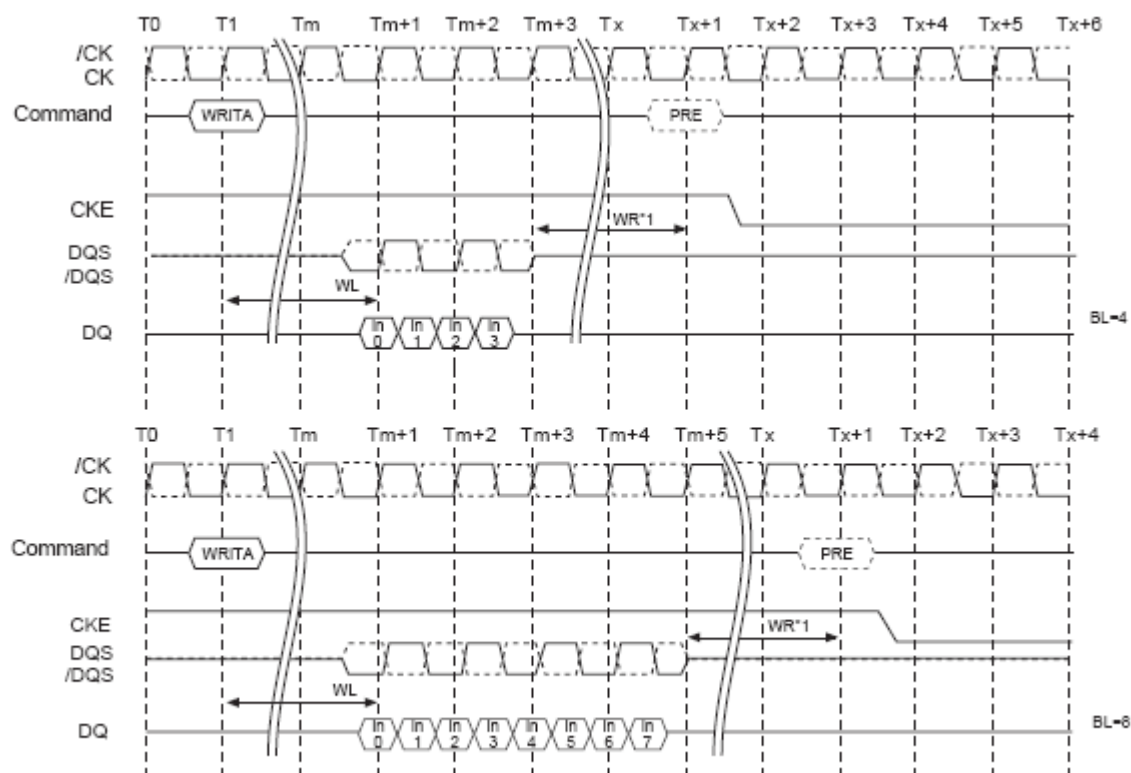 T0 T1 Tm Tm+1 Tm+2 Tm+3 Tx Tx+1 Tx+2 Tx+3 Tx+4 Tx+5 Tx+6
/CK
CK
Command WRITA PRE
CKE
WR*1
DQS
/DQS
WL
DQ In 0 In 1 In 2 In 3
BL=4
T0 T1 Tm Tm+1 Tm+2 Tm+3 Tm+4 Tm+5 Tx Tx+1 Tx+2 Tx+3 Tx+4
/CK
CK
Command WRITA PRE
CKE
WR*1
DQS
/DQS
WL
DQ In 0 In 1 In 2 In 3 In 4 In 5 In 6 In 7
BL=8